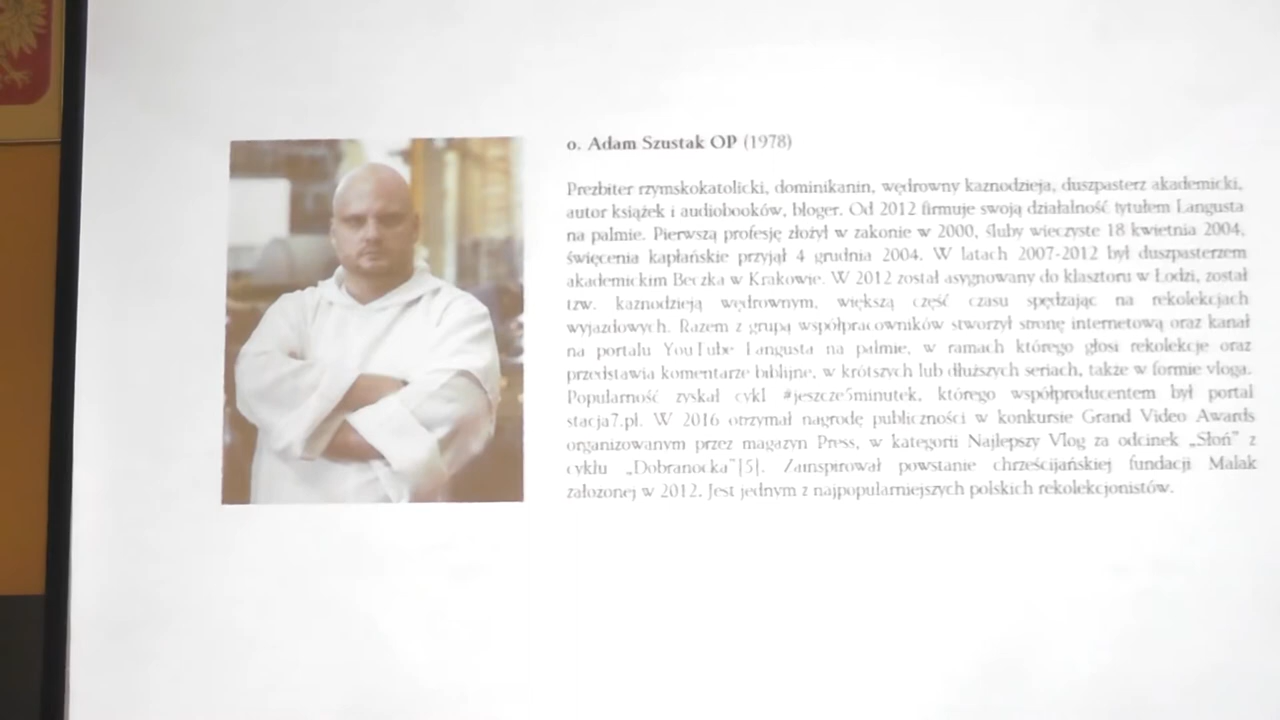 o. Adam Szustak OP (1978)
Prezbiter rzymskokatolicki, dominikanin, wędrowny kaznodzieja, duszpasterz akademicki,
autor książek i audiobooków, bloger. Od 2012 firmuje swoją działalność tytułem Langusta
na palmie. Pierwszą profesję złożył w zakonie w 2000, śluby wieczyste 18 kwietnia 2004,
święcenia kapłańskie przyjął 4 grudnia 2004. W latach 2007-2012 był duszpasterzem
akademickim Beczka w Krakowie. W 2012 został asygnowany do klasztoru w Łodzi, został
tzw. kaznodzieją wędrownym, większą część czasu spędzając na rekolekcjach
wyjazdowych. Razem z grupą współpracowników stworzył stronę internetową oraz kanał
na portalu YouTube Langusta na palmie, w ramach którego głosi rekolekcje oraz
przedstawia komentarze biblijne, w krótszych lub dłuższych seriach, także w formie vloga.
Popularność zyskał cykl #jeszcze5minutek, którego współproducentem był portal
stacja7.pl. W 2016 otrzymał nagrodę publiczności w konkursie Grand Video Awards
organizowanym przez magazyn Press, w kategorii Najlepszy Vlog za odcinek „Słoń” z
cyklu „Dobranocka”[5]. Zainspirował powstanie chrześcijańskiej fundacji Malak
założonej w 2012. Jest jednym z najpopularniejszych polskich rekolekcjonistów.